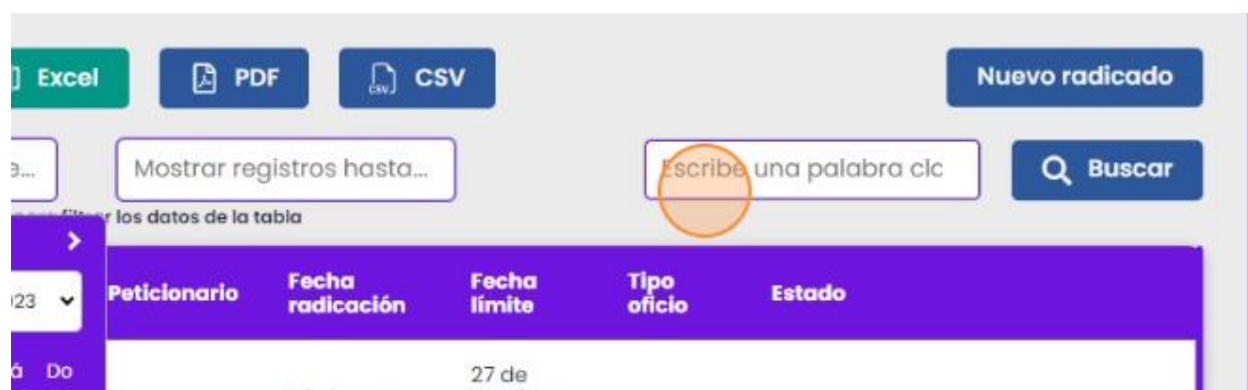 Excel PDF CSV Nuevo radicado
Mostrar registros hasta... Escribe una palabra clc Buscar
los datos de la tabla
Peticionario Fecha radicación Fecha límite Tipo oficio Estado
Do
27 de